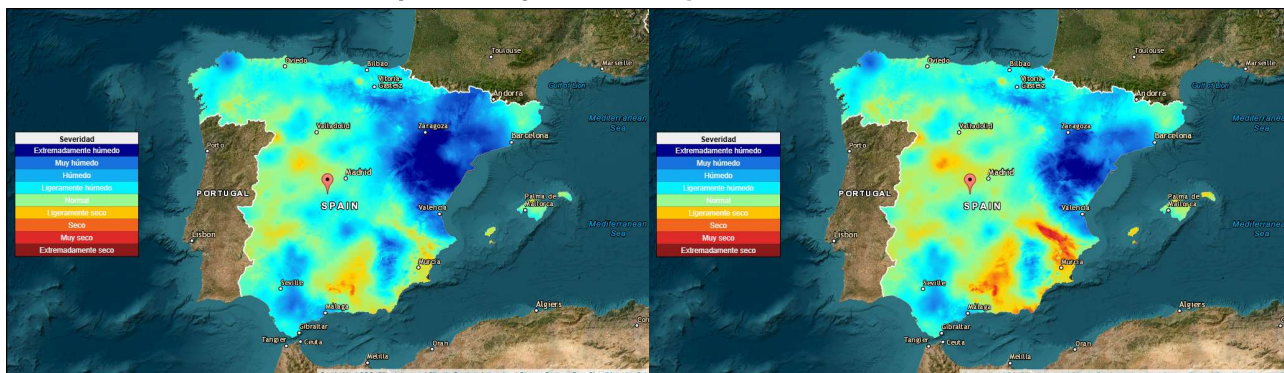 Toulouse
Marseille
Oviedo
Bilbao
Vitoria-
Gasteiz
Andorra
Gulf of Lion
Valladolid
Zaragoza
Barcelona
Mediterranean
Sea
Porto
Madrid
PORTUGAL
SPAIN
Palma de
Mallorca
Valencia
Mediterranean
Sea
Lisbon
Murcia
Seville
Málaga
Algiers
Gibraltar
Tangier
Ceuta
Oran
Melilla
Severidad
Extremadamente húmedo
Muy húmedo
Húmedo
Ligeramente húmedo
Normal
Ligeramente seco
Seco
Muy seco
Extremadamente seco
Toulouse
Marseille
Oviedo
Bilbao
Vitoria-
Gasteiz
Andorra
Gulf of Lion
Valladolid
Zaragoza
Barcelona
Mediterranean
Sea
Porto
Madrid
PORTUGAL
SPAIN
Palma de
Mallorca
Valencia
Mediterranean
Sea
Lisbon
Murcia
Seville
Málaga
Algiers
Gibraltar
Tangier
Ceuta
Oran
Melilla
Severidad
Extremadamente húmedo
Muy húmedo
Húmedo
Ligeramente húmedo
Normal
Ligeramente seco
Seco
Muy seco
Extremadamente seco